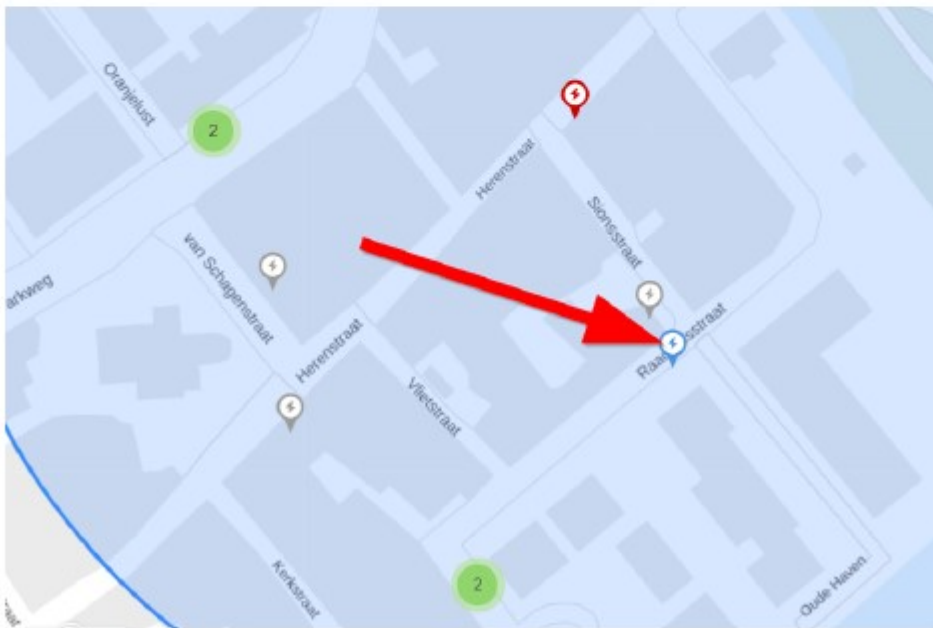 Oranjelust
2
Herenstraat
Sionsstraat
van Schagenstraat
arkweg
Herenstraat
Vlietstraat
2
Kerkstraat
Oude Haven